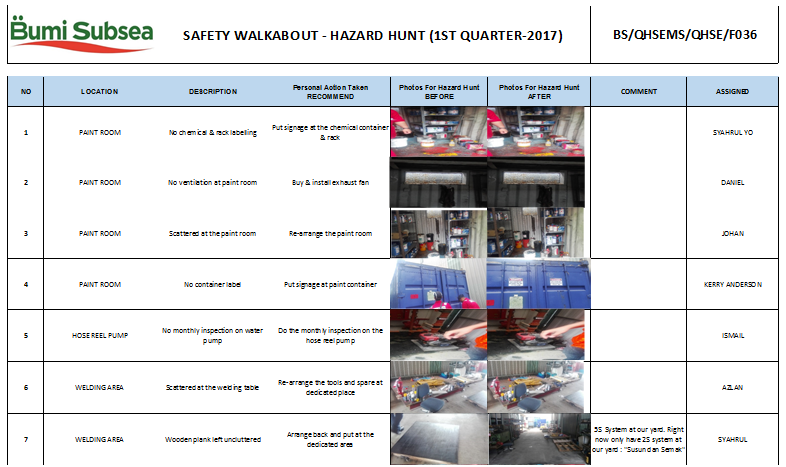 Bumi Subsea
SAFETY WALKABOUT - HAZARD HUNT (1ST QUARTER-2017)
BS/QHSEMS/QHSE/F036
NO
LOCATION
DESCRIPTION
Personal Action Taken
RECOMMEND
Photos For Hazard Hunt
BEFORE
Photos For Hazard Hunt
AFTER
COMMENT
ASSIGNED
1
PAINT ROOM
No chemical & rack labelling
Put signage at the chemical container
& rack
SYAHRUL YO
2
PAINT ROOM
No ventilation at paint room
Buy & install exhaust fan
DANIEL
3
PAINT ROOM
Scattered at the paint room
Re-arrange the paint room
JOHAN
4
PAINT ROOM
No container label
Put signage at paint container
KERRY ANDERSON
5
HOSE REEL PUMP
No monthly inspection on water
pump
Do the monthly inspection on the
hose reel pump
ISMAIL
6
WELDING AREA
Scattered at the welding table
Re-arrange the tools and spare at
dedicated place
AZLAN
7
WELDING AREA
Wooden plank left uncluttered
Arrange back and put at the
dedicated area
5S System at our yard. Right
now only have 2S system at
our yard : "Susun dan Semak"
SYAHRUL